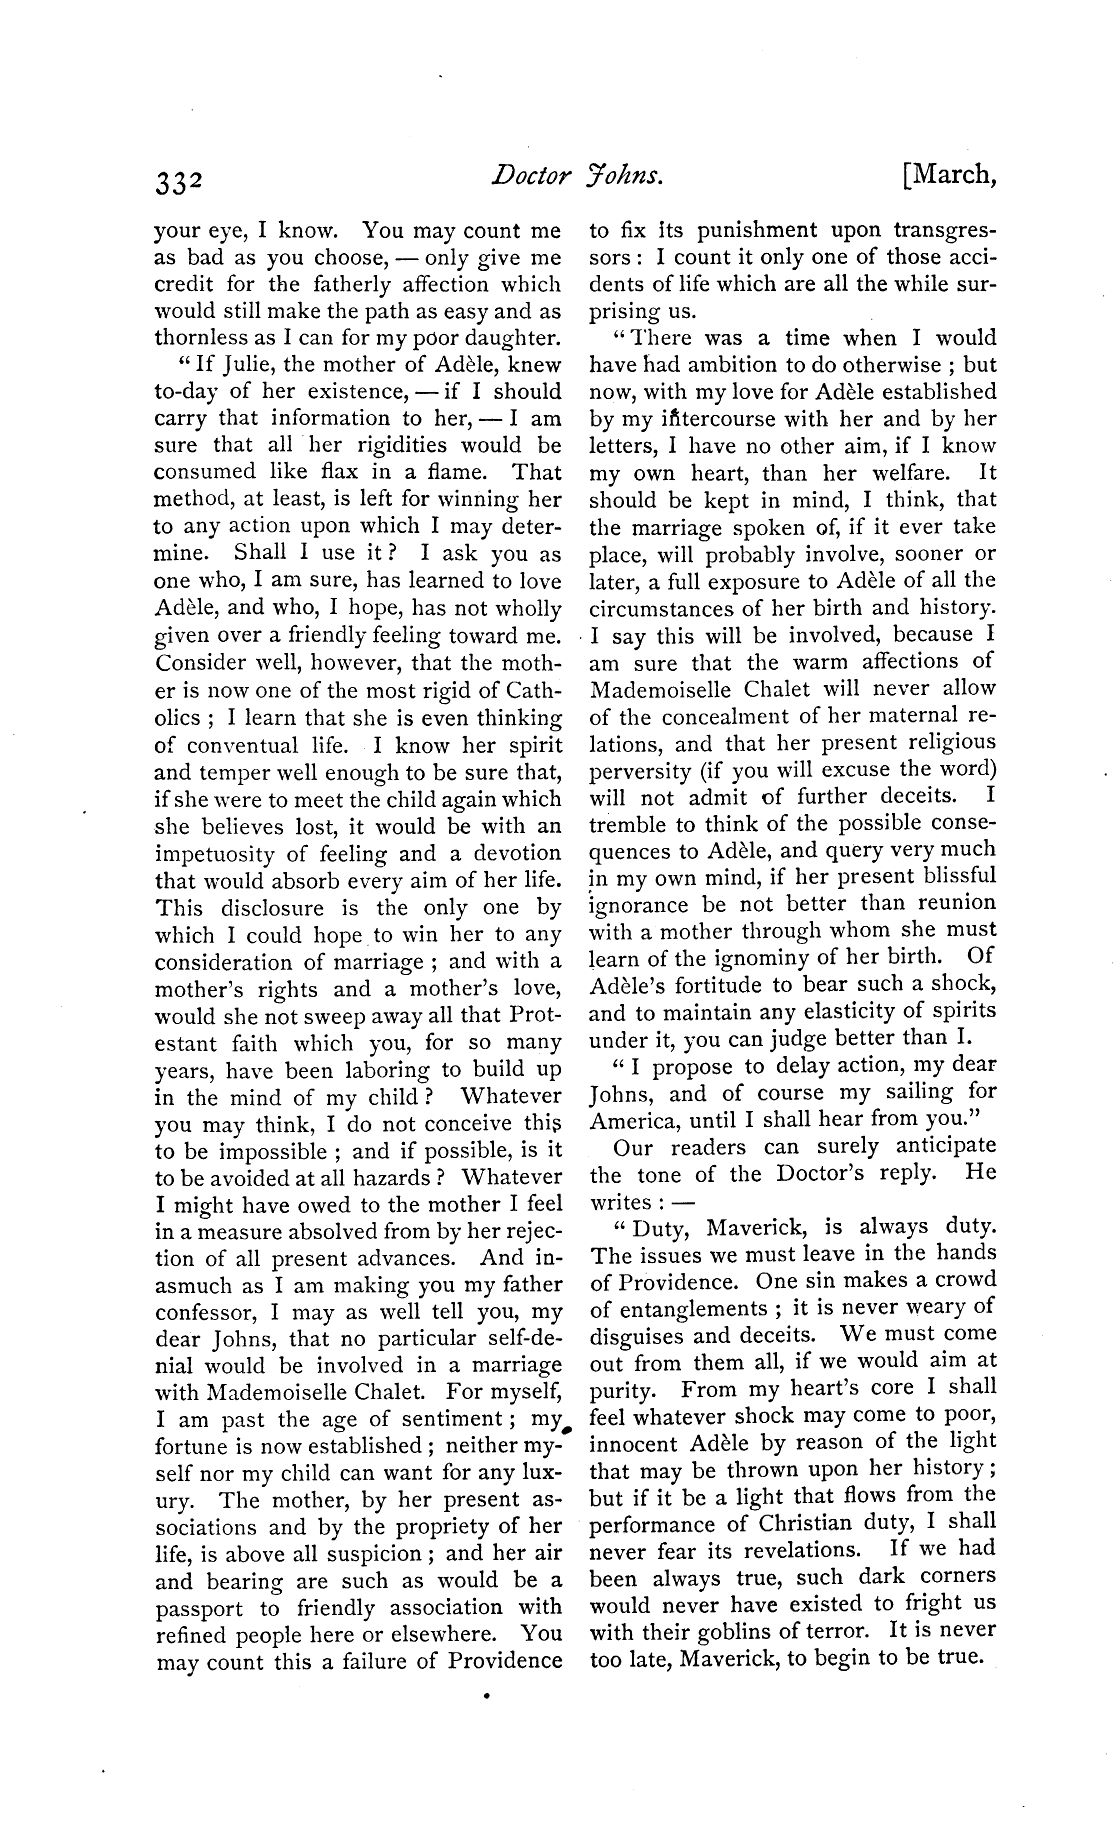 332
Doctor Johns.
[March,
your eye, I know. You may count me
as bad as you choose, — only give me
credit for the fatherly affection which
would still make the path as easy and as
thornless as I can for my poor daughter.
“If Julie, the mother of Adèle, knew
to-day of her existence, — if I should
carry that information to her, — I am
sure that all her rigidities would be
consumed like flax in a flame. That
method, at least, is left for winning her
to any action upon which I may deter-
mine. Shall I use it? I ask you as
one who, I am sure, has learned to love
Adèle, and who, I hope, has not wholly
given over a friendly feeling toward me.
Consider well, however, that the moth-
er is now one of the most rigid of Cath-
olics; I learn that she is even thinking
of conventual life. I know her spirit
and temper well enough to be sure that,
if she were to meet the child again which
she believes lost, it would be with an
impetuosity of feeling and a devotion
that would absorb every aim of her life.
This disclosure is the only one by
which I could hope to win her to any
consideration of marriage; and with a
mother's rights and a mother's love,
would she not sweep away all that Prot-
estant faith which you, for so many
years, have been laboring to build up
in the mind of my child? Whatever
you may think, I do not conceive this
to be impossible; and if possible, is it
to be avoided at all hazards? Whatever
I might have owed to the mother I feel
in a measure absolved from by her rejec-
tion of all present advances. And in-
asmuch as I am making you my father
confessor, I may as well tell you, my
dear Johns, that no particular self-de-
nial would be involved in a marriage
with Mademoiselle Chalet. For myself,
I am past the age of sentiment; my
fortune is now established; neither my-
self nor my child can want for any lux-
ury. The mother, by her present as-
sociations and by the propriety of her
life, is above all suspicion; and her air
and bearing are such as would be a
passport to friendly association with
refined people here or elsewhere. You
may count this a failure of Providence
to fix its punishment upon transgres-
sors: I count it only one of those acci-
dents of life which are all the while sur-
prising us.
“There was a time when I would
have had ambition to do otherwise; but
now, with my love for Adèle established
by my intercourse with her and by her
letters, I have no other aim, if I know
my own heart, than her welfare. It
should be kept in mind, I think, that
the marriage spoken of, if it ever take
place, will probably involve, sooner or
later, a full exposure to Adèle of all the
circumstances of her birth and history.
I say this will be involved, because I
am sure that the warm affections of
Mademoiselle Chalet will never allow
of the concealment of her maternal re-
lations, and that her present religious
perversity (if you will excuse the word)
will not admit of further deceits. I
tremble to think of the possible conse-
quences to Adèle, and query very much
in my own mind, if her present blissful
ignorance be not better than reunion
with a mother through whom she must
learn of the ignominy of her birth. Of
Adèle's fortitude to bear such a shock,
and to maintain any elasticity of spirits
under it, you can judge better than I.
“I propose to delay action, my dear
Johns, and of course my sailing for
America, until I shall hear from you.”
Our readers can surely anticipate
the tone of the Doctor's reply. He
writes: —
“Duty, Maverick, is always duty.
The issues we must leave in the hands
of Providence. One sin makes a crowd
of entanglements; it is never weary of
disguises and deceits. We must come
out from them all, if we would aim at
purity. From my heart's core I shall
feel whatever shock may come to poor,
innocent Adèle by reason of the light
that may be thrown upon her history;
but if it be a light that flows from the
performance of Christian duty, I shall
never fear its revelations. If we had
been always true, such dark corners
would never have existed to fright us
with their goblins of terror. It is never
too late, Maverick, to begin to be true.